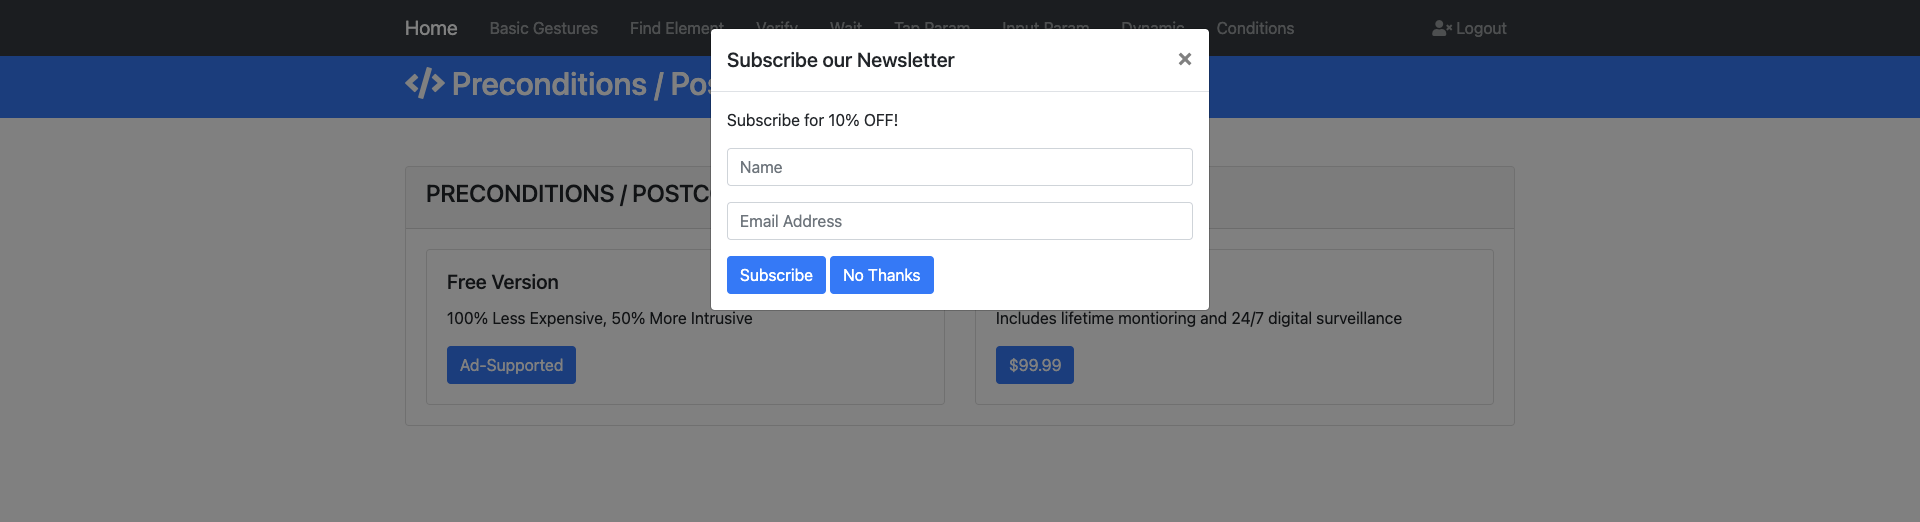 Home Basic Gestures Find Element Verify Wait Tap Param Input Param Dynamic Conditions Logout
Preconditions / Pos
Subscribe our Newsletter ×
Subscribe for 10% OFF!
Name
Email Address
Subscribe No Thanks
PRECONDITIONS / POSTC
Free Version
100% Less Expensive, 50% More Intrusive
Ad-Supported
Includes lifetime montioring and 24/7 digital surveillance
$99.99